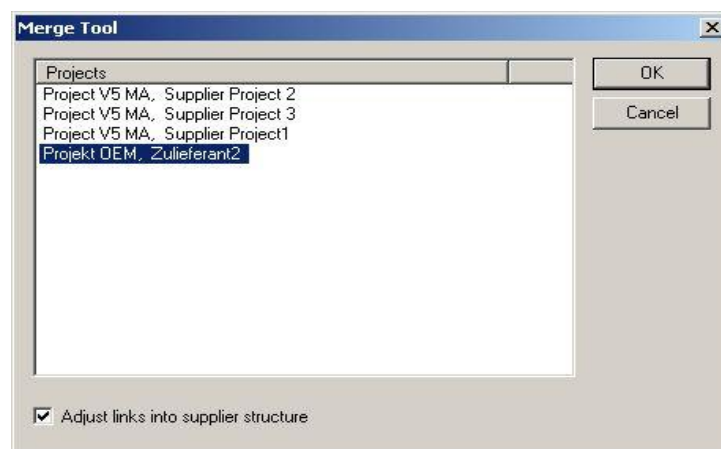 Merge Tool
Projects
Project V5 MA, Supplier Project 2
Project V5 MA, Supplier Project 3
Project V5 MA, Supplier Project1
Projekt OEM, Zulieferant2
OK
Cancel
Adjust links into supplier structure